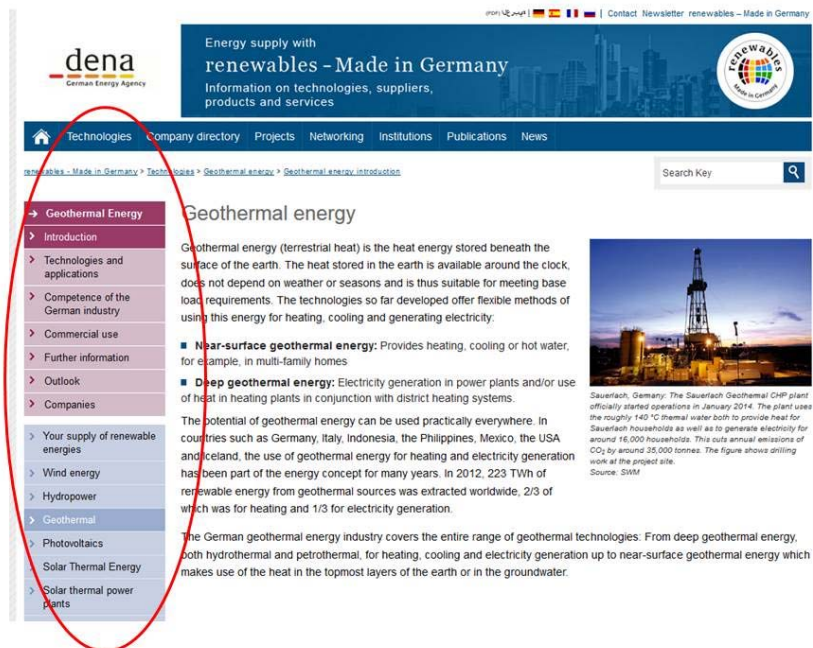 Contact Newsletter renewables – Made in Germany
dena
German Energy Agency
Energy supply with
renewables – Made in Germany
Information on technologies, suppliers,
products and services
renewables
Made in Germany
Technologies Company directory Projects Networking Institutions Publications News
renewables - Made in Germany > Technologies > Geothermal energy > Geothermal energy introduction
Search Key
Geothermal Energy
Introduction
Technologies and
applications
Competence of the
German industry
Commercial use
Further information
Outlook
Companies
Your supply of renewable
energies
Wind energy
Hydropower
Geothermal
Photovoltaics
Solar Thermal Energy
Solar thermal power
plants
Geothermal energy
Geothermal energy (terrestrial heat) is the heat energy stored beneath the
surface of the earth. The heat stored in the earth is available around the clock,
does not depend on weather or seasons and is thus suitable for meeting base
load requirements. The technologies so far developed offer flexible methods of
using this energy for heating, cooling and generating electricity:
Near-surface geothermal energy: Provides heating, cooling or hot water,
for example, in multi-family homes
Deep geothermal energy: Electricity generation in power plants and/or use
of heat in heating plants in conjunction with district heating systems.
The potential of geothermal energy can be used practically everywhere. In
countries such as Germany, Italy, Indonesia, the Philippines, Mexico, the USA
and Iceland, the use of geothermal energy for heating and electricity generation
has been part of the energy concept for many years. In 2012, 223 TWh of
renewable energy from geothermal sources was extracted worldwide, 2/3 of
which was for heating and 1/3 for electricity generation.
The German geothermal energy industry covers the entire range of geothermal technologies: From deep geothermal energy,
both hydrothermal and petrothermal, for heating, cooling and electricity generation up to near-surface geothermal energy which
makes use of the heat in the topmost layers of the earth or in the groundwater.
Sauerlach, Germany: The Sauerlach Geothermal CHP plant
officially started operations in January 2014. The plant uses
the roughly 140 °C thermal water both to provide heat for
Sauerlach households as well as to generate electricity for
around 16,000 households. This cuts annual emissions of
CO₂ by around 35,000 tonnes. The figure shows drilling
work at the project site.
Source: SWM